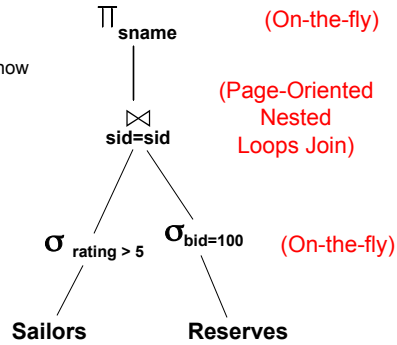 ∏ sname (On-the-fly)
now
(Page-Oriented
Nested
Loops Join)
⋈
sid=sid
σ rating > 5 σ bid=100 (On-the-fly)
Sailors Reserves